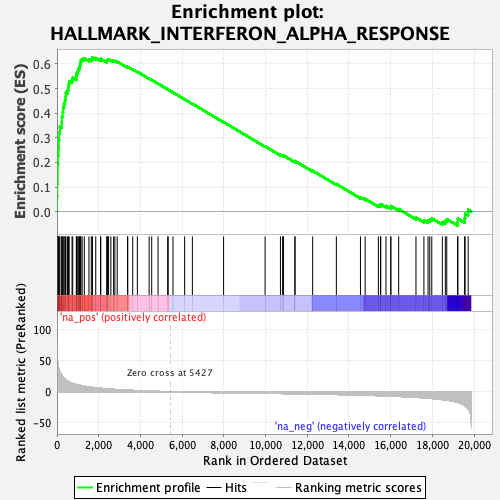 Enrichment plot:
HALLMARK_INTERFERON_ALPHA_RESPONSE
Enrichment score (ES)
0.6
0.5
0.4
0.3
0.2
0.1
0.0
'na_pos' (positively correlated)
Ranked list metric (PreRanked)
100
50
0
-50
Zero cross at 5427
'na_neg' (negatively correlated)
0
2,000
4,000
6,000
8,000
10,000
12,000
14,000
16,000
18,000
20,000
Rank in Ordered Dataset
Enrichment profile
Hits
Ranking metric scores